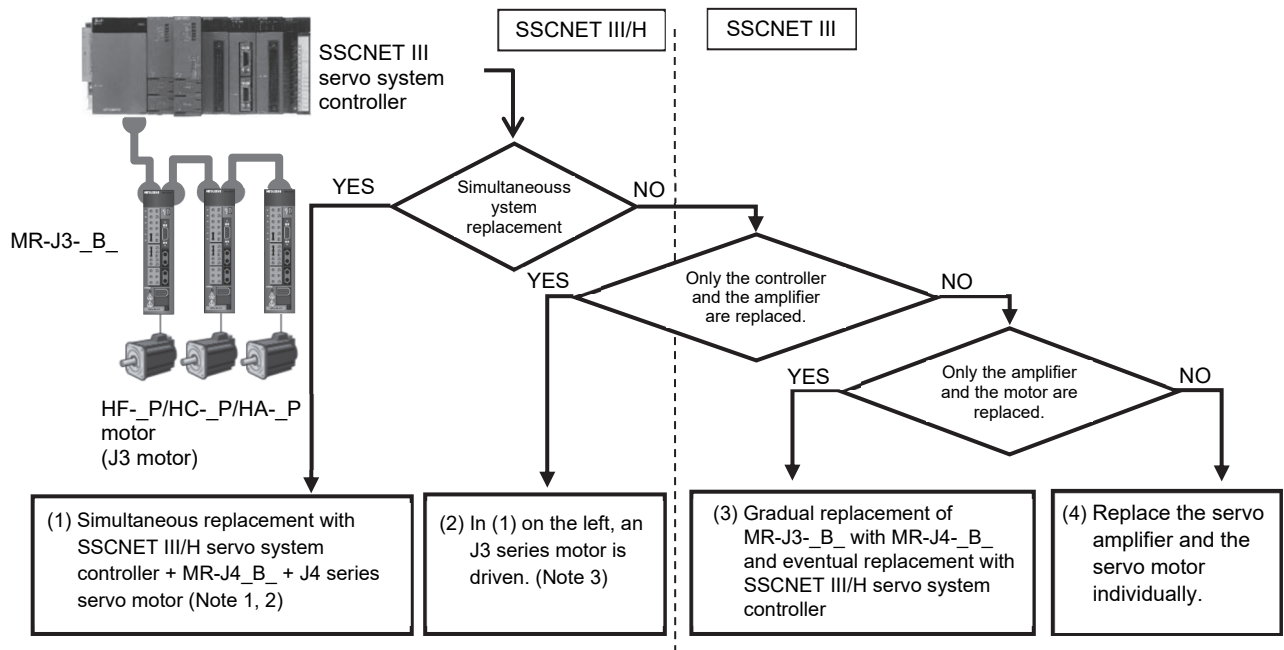 SSCNET III/H
SSCNET III
SSCNET III
servo system
controller
YES
Simultaneouss
ystem
replacement
NO
MR-J3-_B_
YES
Only the controller
and the amplifier
are replaced.
NO
YES
Only the amplifier
and the motor are
replaced.
NO
HF-_P/HC-_P/HA-_P
motor
(J3 motor)
(1) Simultaneous replacement with
SSCNET III/H servo system
controller + MR-J4_B_ + J4 series
servo motor (Note 1, 2)
(2) In (1) on the left, an
J3 series motor is
driven. (Note 3)
(3) Gradual replacement of
MR-J3-_B_ with MR-J4-_B_
and eventual replacement with
SSCNET III/H servo system
controller
(4) Replace the servo
amplifier and the
servo motor
individually.